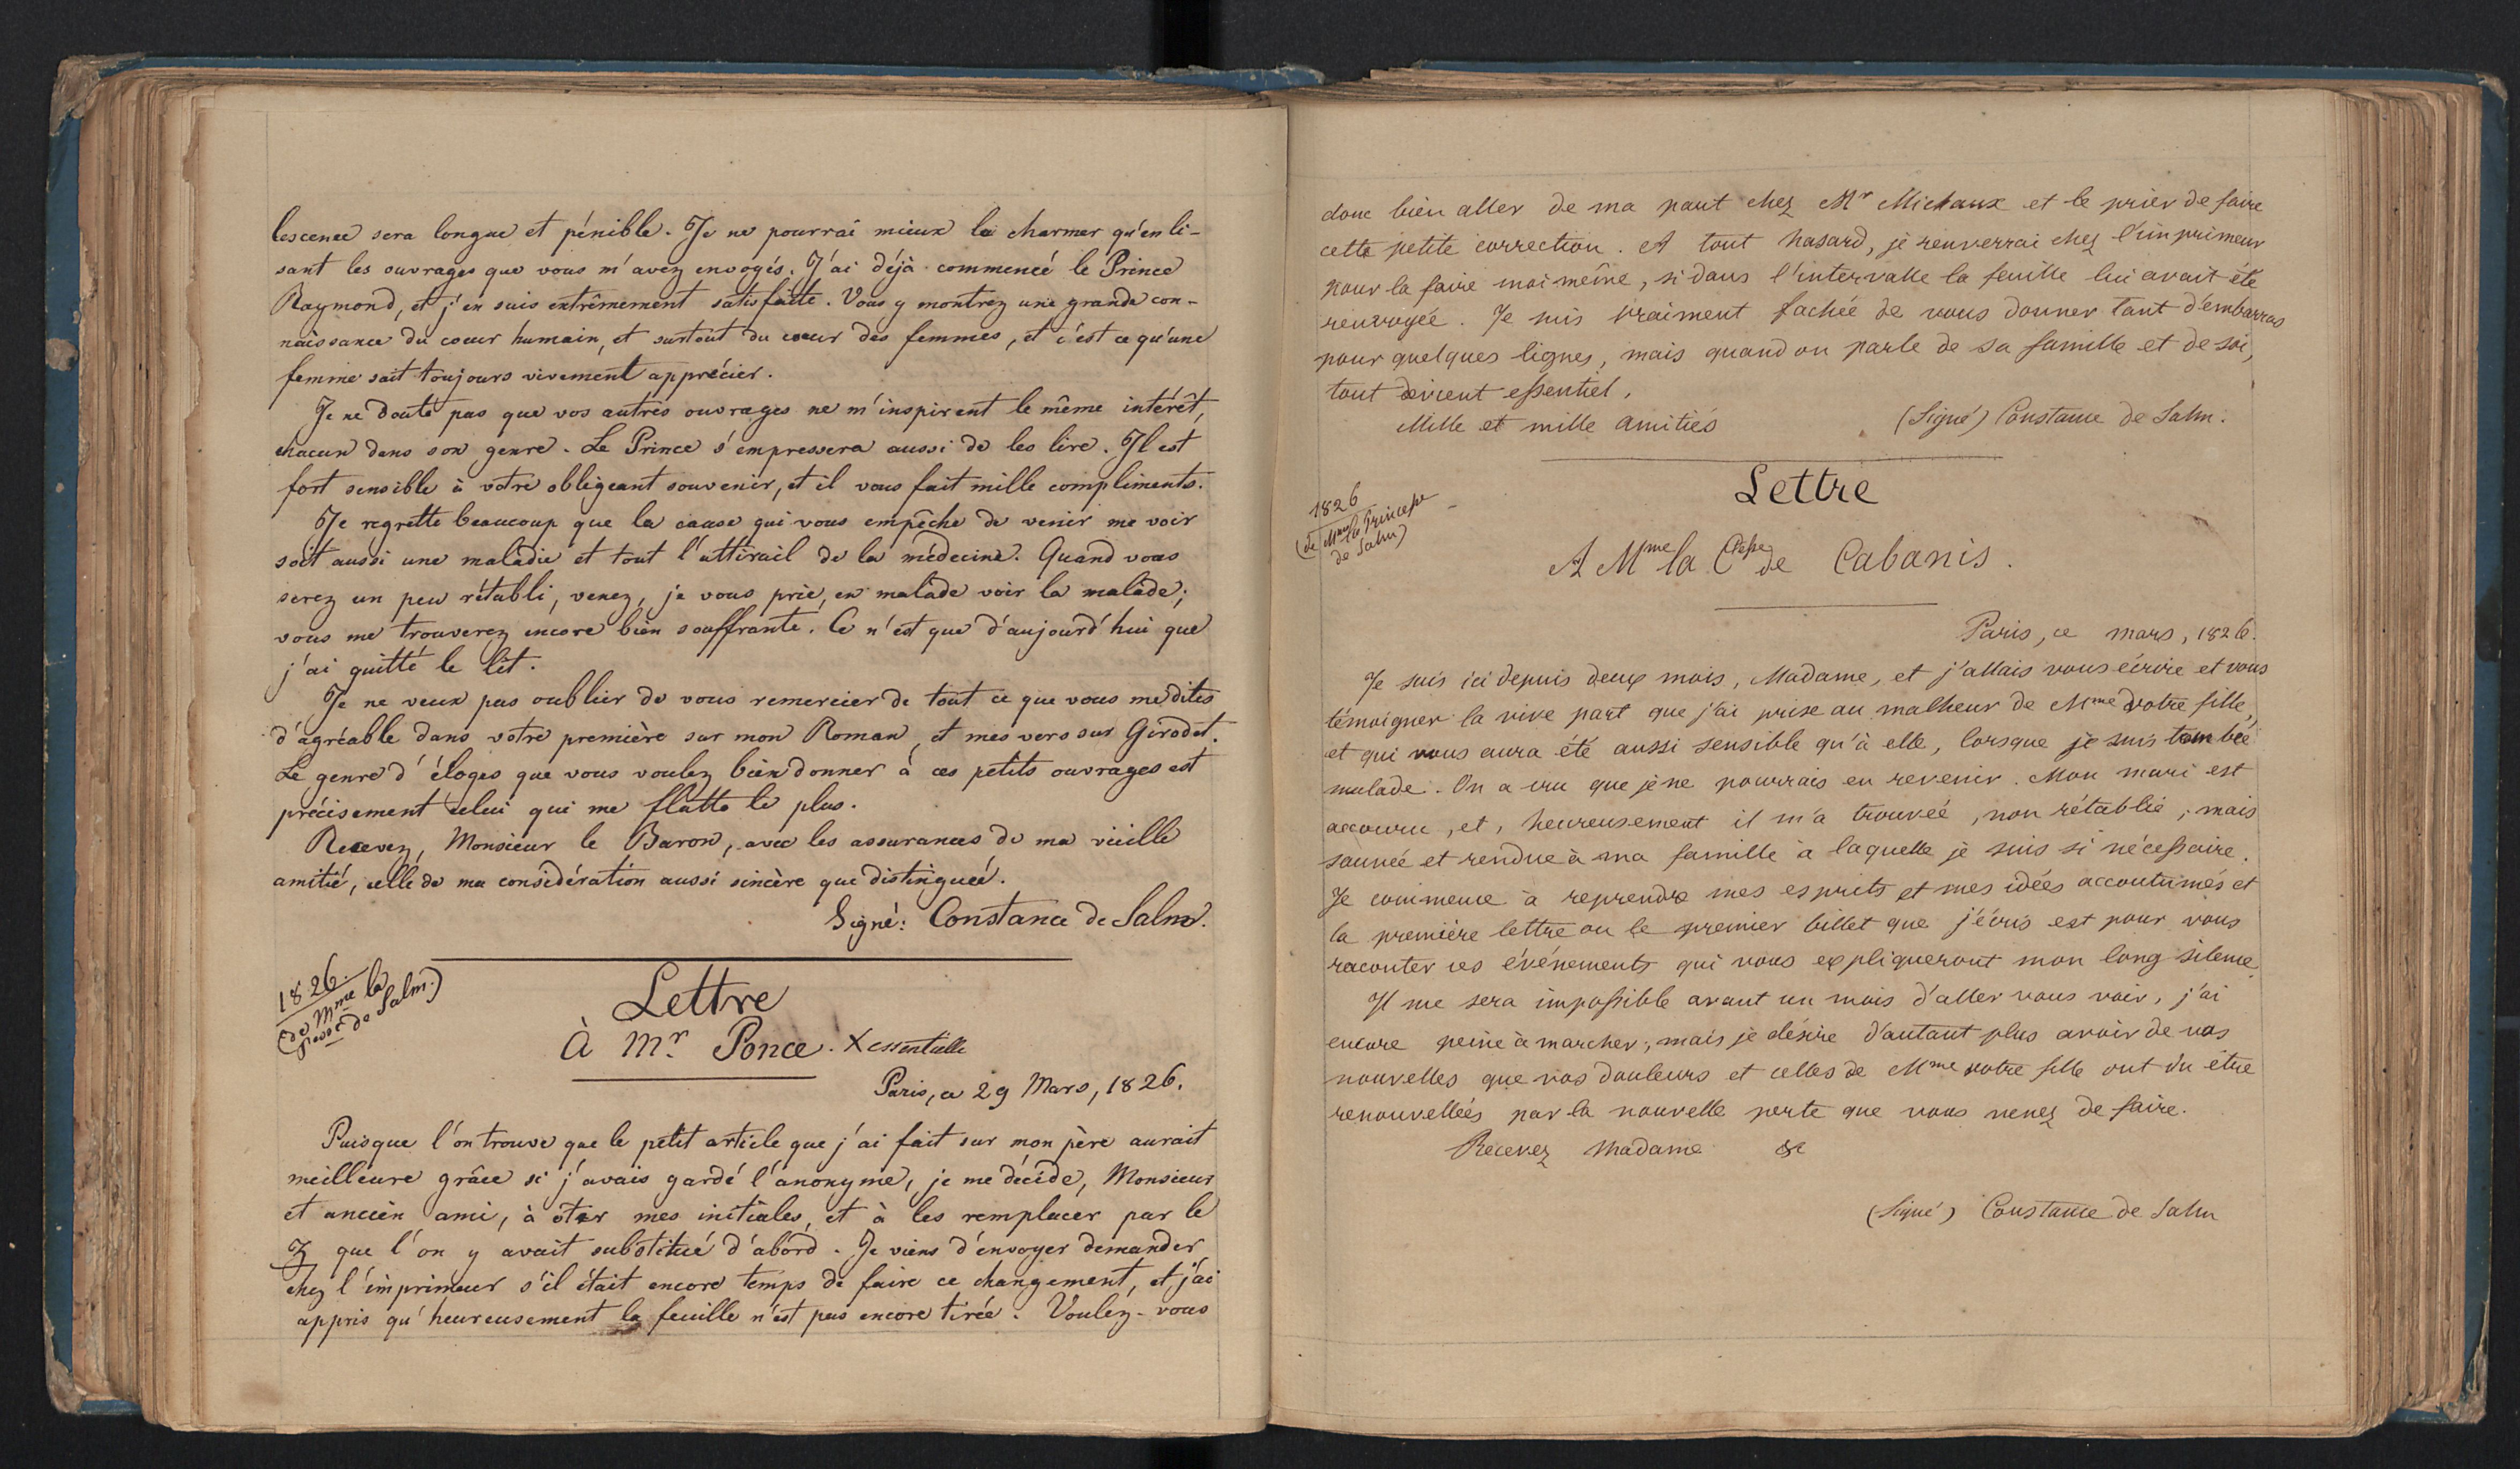 lescence sera longue et pénible. Je ne pourrai mieux la charmer qu'en li-
sant les ouvrages que vous m'avez envoyés. J'ai déjà commencé le Prince
Raymond, et j'en suis extrêmement satisfaite. Vous y montrez une grande con-
naissance du coeur humain, et surtout du coeur des femmes, et c'est ce qu'une
femme sait toujours vivement apprécier.
Je ne doute pas que vos autres ouvrages ne m'inspirent le même intérêt,
chacun dans son genre. Le Prince s'empressera aussi de les lire. Il est
fort sensible à votre obligeant souvenir, et il vous fait mille compliments.
Je regrette beaucoup que la cause qui vous empêche de venir me voir
soit aussi une maladie et tout l'attirail de la médecine. Quand vous
serez un peu rétabli, venez, je vous prie, en malade voir la malade;
vous me trouverez encore bien souffrante. Ce n'est que d'aujourd'hui que
j'ai quitté le lit.
Je ne veux pas oublier de vous remercier de tout ce que vous me dites
d'agréable dans votre première sur mon Roman, et mes vers sur Girodet.
Le genre d'éloges que vous voulez bien donner à ces petits ouvrages est
précisement celui qui me flatte le plus.
Recevez, Monsieur le Baron, avec les assurances de ma vieille
amitié, celle de ma considération aussi sincère que distinguée.
Signé: Constance de Salm.
1826.
(de Mme la
Pesse de Salm.)
Lettre
À Mr. Ponce. X essentielle
Paris, ce 29 Mars, 1826.
Puisque l'on trouve que le petit article que j'ai fait sur mon père aurait
meilleure grâce si j'avais gardé l'anonyme, je me décide, Monsieur
et ancien ami, à ôter mes initiales, et à les remplacer par le
Z que l'on y avait substitué d'abord. Je viens d'envoyer demander
chez l'imprimeur s'il était encore temps de faire ce changement, et j'ai
appris qu'heureusement la feuille n'est pas encore tirée. Voulez-vous
donc bien aller de ma part chez Mr Michaux et le prier de faire
cette petite correction. A tout hasard, je renverrai chez l'imprimeur
pour la faire moi même, si dans l'intervalle la feuille lui avait été
renvoyée. Je suis vraiment fachée de vous donner tant d'embarras
pour quelques lignes, mais quand on parle de sa famille et de soi,
tout devient essentiel.
Mille et mille amitiés (Signé) Constance de Salm.
1826
(de Mme la Princesse
de Salm)
Lettre
A Mme la Ctesse de Cabanis.
Paris, ce mars, 1826.
Je suis ici depuis deux mois, Madame, et j'allais vous écrire et vous
témoigner la vive part que j'ai prise au malheur de Mme votre fille,
et qui vous aura été aussi sensible qu'à elle, lorsque je suis tombée
malade. On a cru que je ne pourrais en revenir. Mon mari est
accouru, et, heureusement il m'a trouvée, non rétablie, mais
sauvée et rendue à ma famille à laquelle je suis si nécessaire.
Je commence à reprendre mes esprits et mes idées accoutumés et
la première lettre ou le premier billet que j'écris est pour vous
raconter ces événements qui vous expliqueront mon long silence.
Il me sera impossible avant un mois d'aller vous voir, j'ai
encore peine à marcher, mais je désire d'autant plus avoir de vos
nouvelles que vos douleurs et celles de Mme votre fille ont du être
renouvellées par la nouvelle perte que vous venez de faire.
Recevez Madame &c
(Signé) Constance de Salm